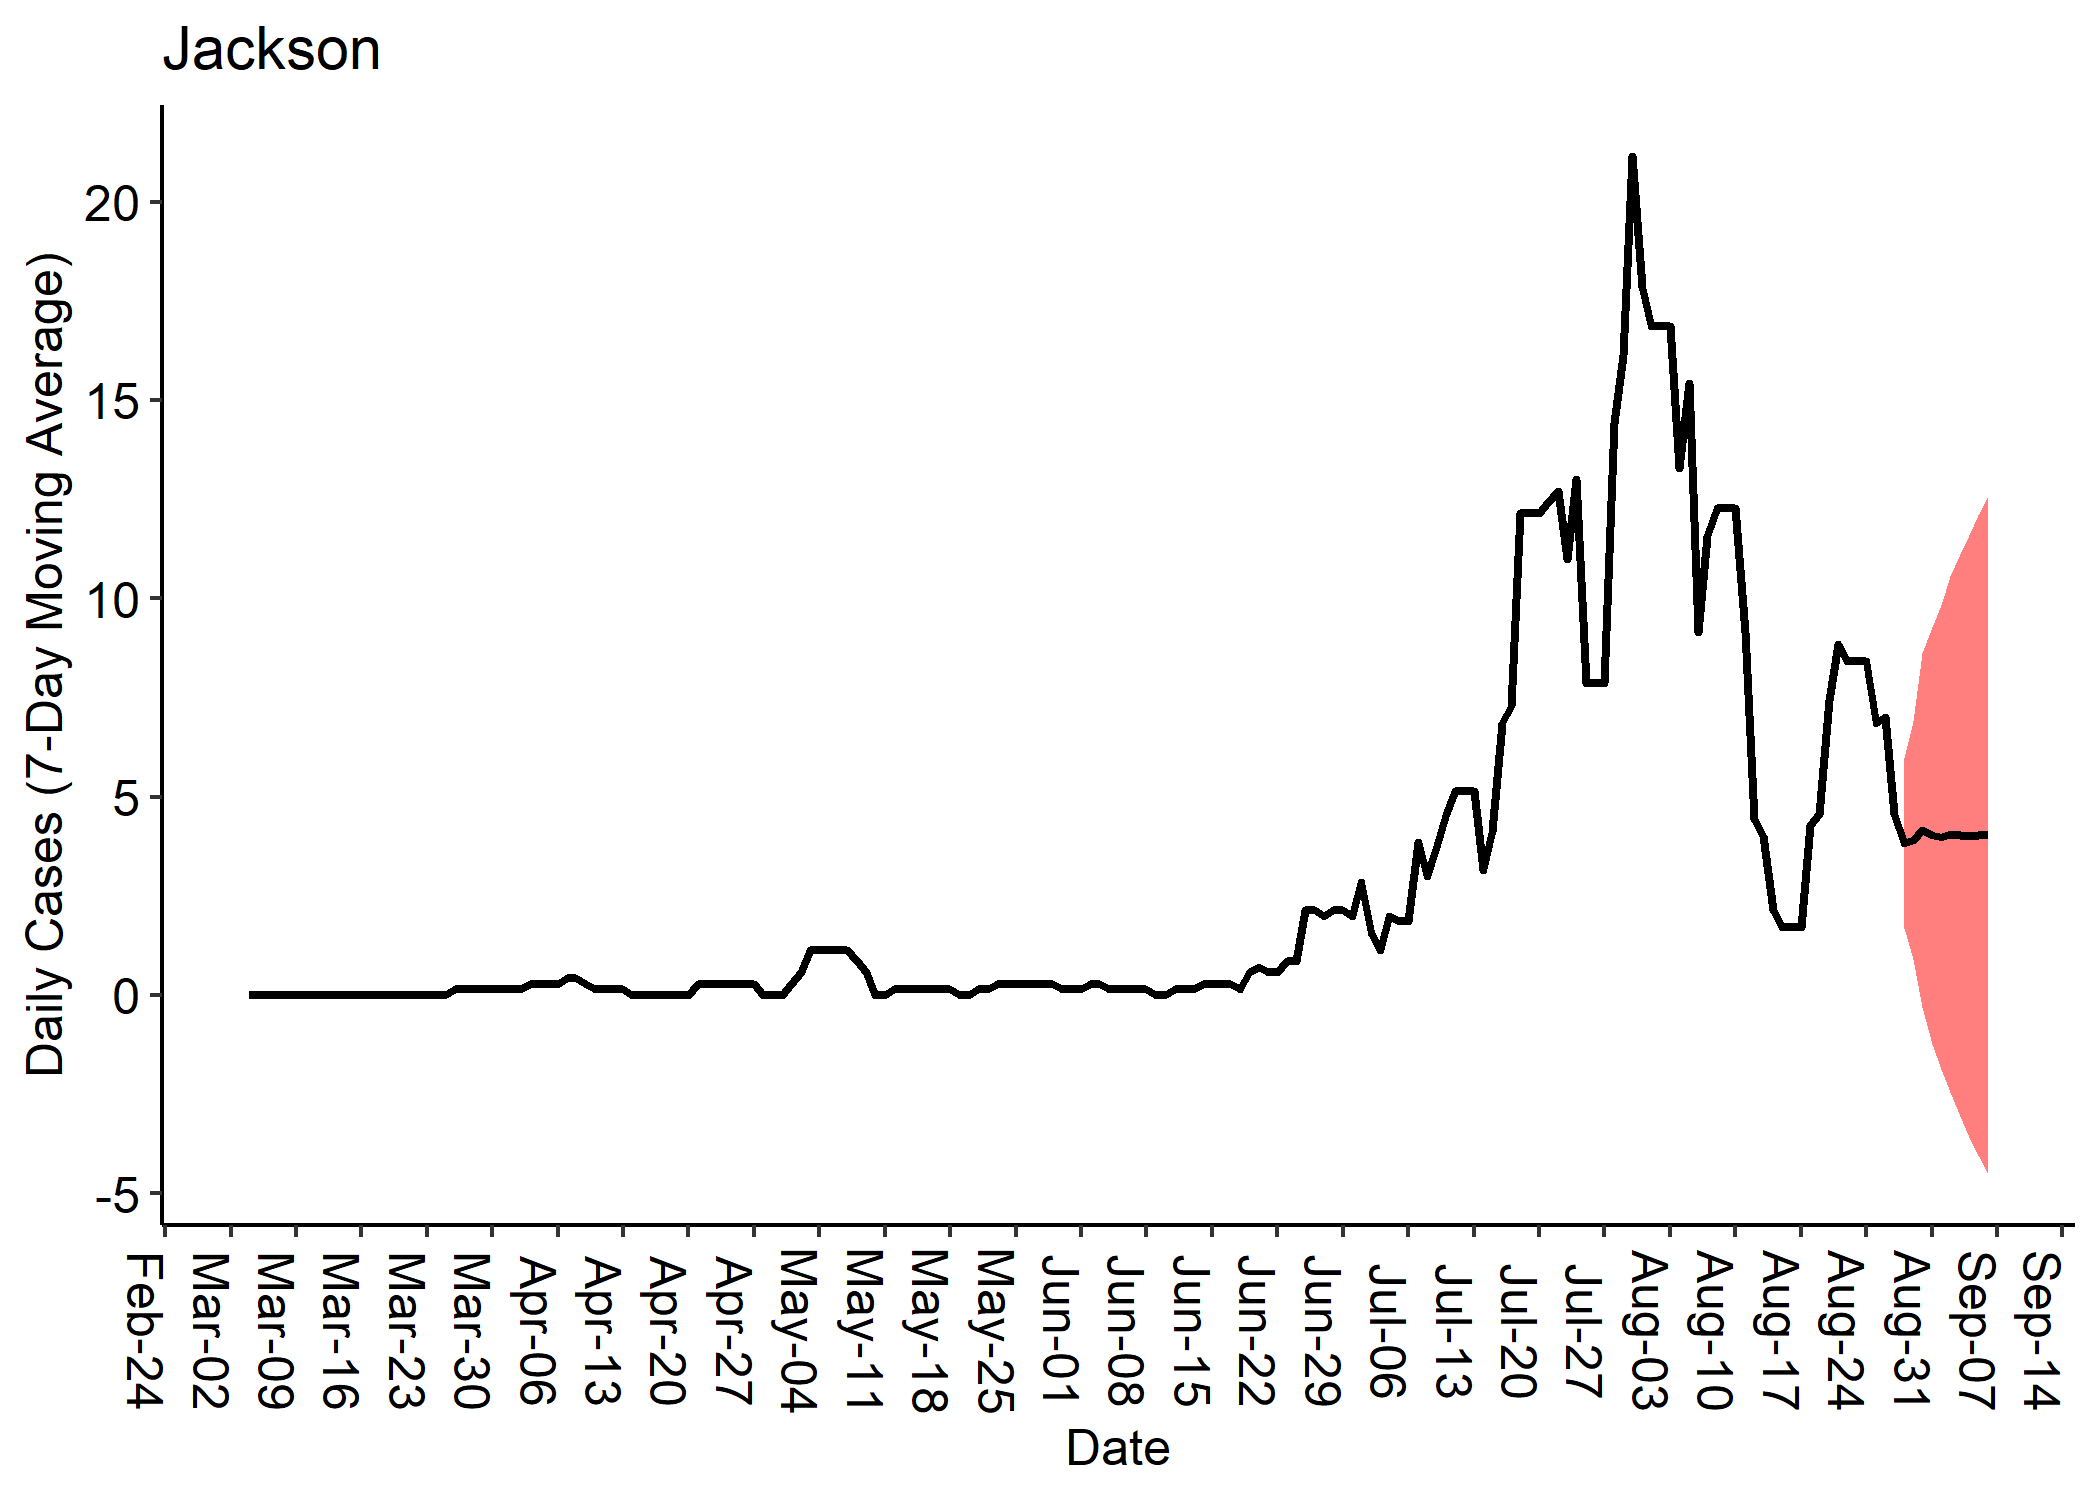 Jackson
Daily Cases (7-Day Moving Average)
20
15
10
5
0
-5
Feb-24
Mar-02
Mar-09
Mar-16
Mar-23
Mar-30
Apr-06
Apr-13
Apr-20
Apr-27
May-04
May-11
May-18
May-25
Jun-01
Jun-08
Jun-15
Jun-22
Jun-29
Jul-06
Jul-13
Jul-20
Jul-27
Aug-03
Aug-10
Aug-17
Aug-24
Aug-31
Sep-07
Sep-14
Date